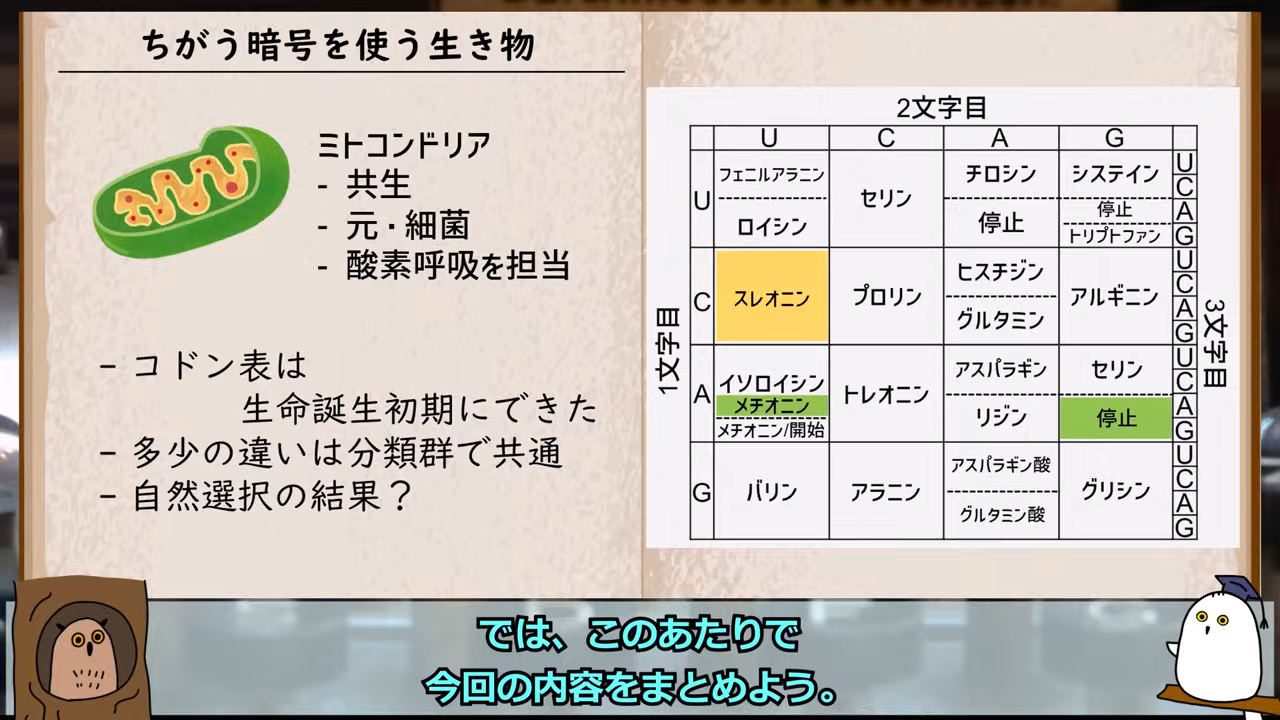 ちがう暗号を使う生き物
ミトコンドリア
- 共生
- 元・細菌
- 酸素呼吸を担当
- コドン表は
生命誕生初期にできた
- 多少の違いは分類群で共通
- 自然選択の結果？
2文字目
U C A G
1文字目
U
フェニルアラニン
ロイシン
セリン
チロシン
停止
システイン
停止
トリプトファン
U
C
A
G
C
スレオニン
プロリン
ヒスチジン
グルタミン
アルギニン
U
C
A
G
A
イソロイシン
メチオニン
メチオニン/開始
トレオニン
アスパラギン
リジン
セリン
停止
U
C
A
G
G
バリン
アラニン
アスパラギン酸
グルタミン酸
グリシン
U
C
A
G
3文字目
では、このあたりで
今回の内容をまとめよう。